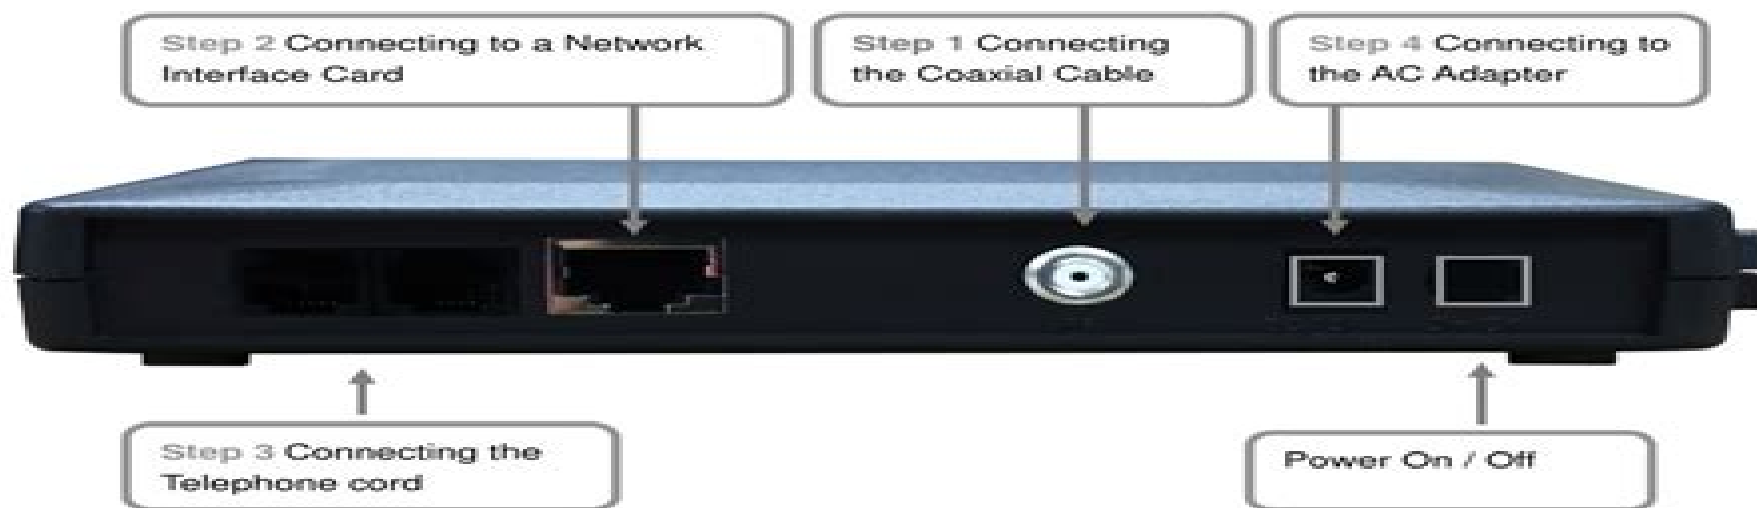 Step 2 Connecting to a Network
Interface Card
Step 1 Connecting
the Coaxial Cable
Step 4 Connecting to
the AC Adapter
Step 3 Connecting the
Telephone cord
Power On / Off